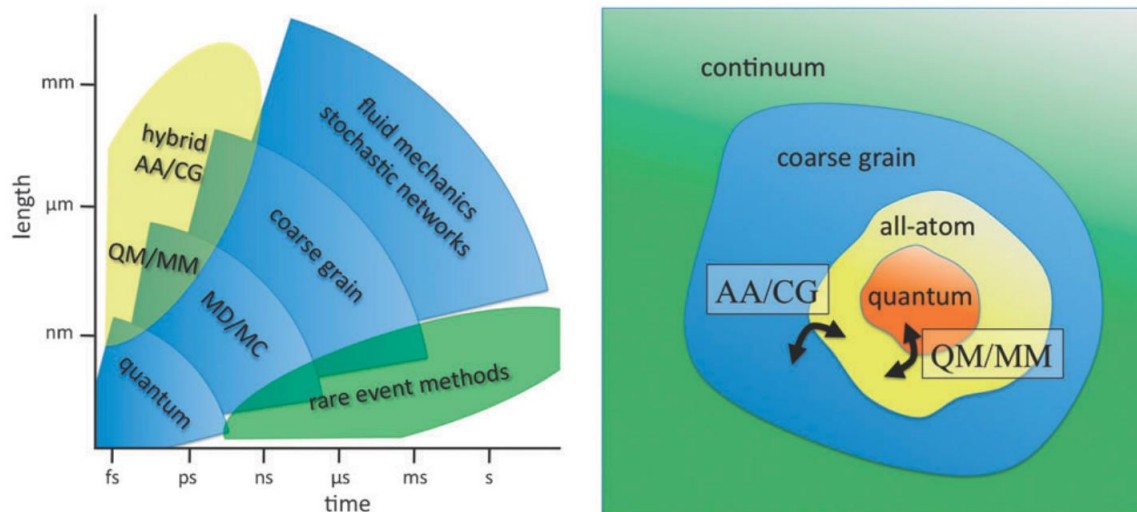 mm
μm
nm
length
hybrid
AA/CG
QM/MM
quantum
MD/MC
coarse grain
fluid mechanics
stochastic networks
rare event methods
fs
ps
ns
μs
ms
s
time
continuum
coarse grain
all-atom
AA/CG
quantum
QM/MM